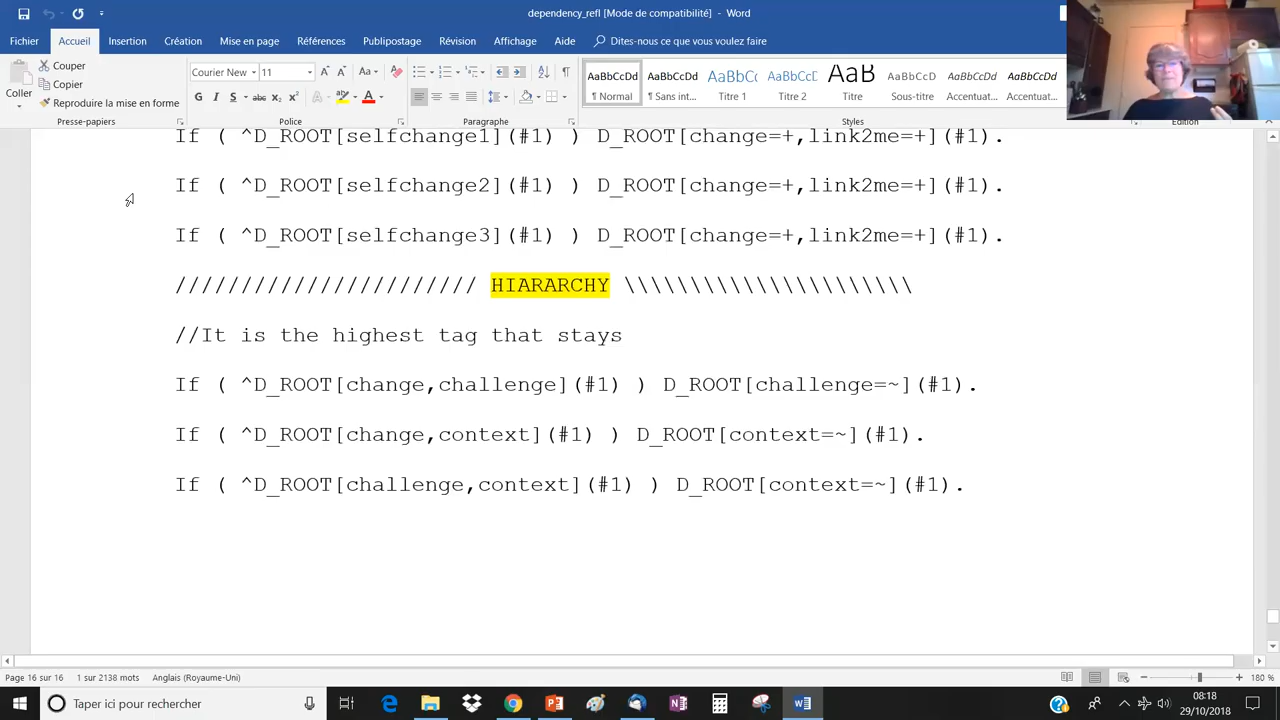 dependency_refl [Mode de compatibilité] - Word
Fichier Accueil Insertion Création Mise en page Références Publipostage Révision Affichage Aide Dites-nous ce que vous voulez faire
Coller
Couper
Copier
Reproduire la mise en forme
Presse-papiers
Courier New 11
Police
Paragraphe
AaBbCcDd AaBbCcDd AaBbCc AaBbCcC AaB AaBbCcD AaBbCcDd AaBbCcDd
¶ Normal ¶ Sans int... Titre 1 Titre 2 Titre Sous-titre Accentuat... Accentuat...
Styles
Edition
If ( ^D_ROOT[selfchange1](#1) ) D_ROOT[change=+,link2me=+](#1).
If ( ^D_ROOT[selfchange2](#1) ) D_ROOT[change=+,link2me=+](#1).
If ( ^D_ROOT[selfchange3](#1) ) D_ROOT[change=+,link2me=+](#1).
/////////////////////// HIARARCHY \\\\\\\\\\\\\\\\\\\\\\
//It is the highest tag that stays
If ( ^D_ROOT[change,challenge](#1) ) D_ROOT[challenge=~](#1).
If ( ^D_ROOT[change,context](#1) ) D_ROOT[context=~](#1).
If ( ^D_ROOT[challenge,context](#1) ) D_ROOT[context=~](#1).
Page 16 sur 16 1 sur 2138 mots Anglais (Royaume-Uni) 180 %
Taper ici pour rechercher
08:18
29/10/2018